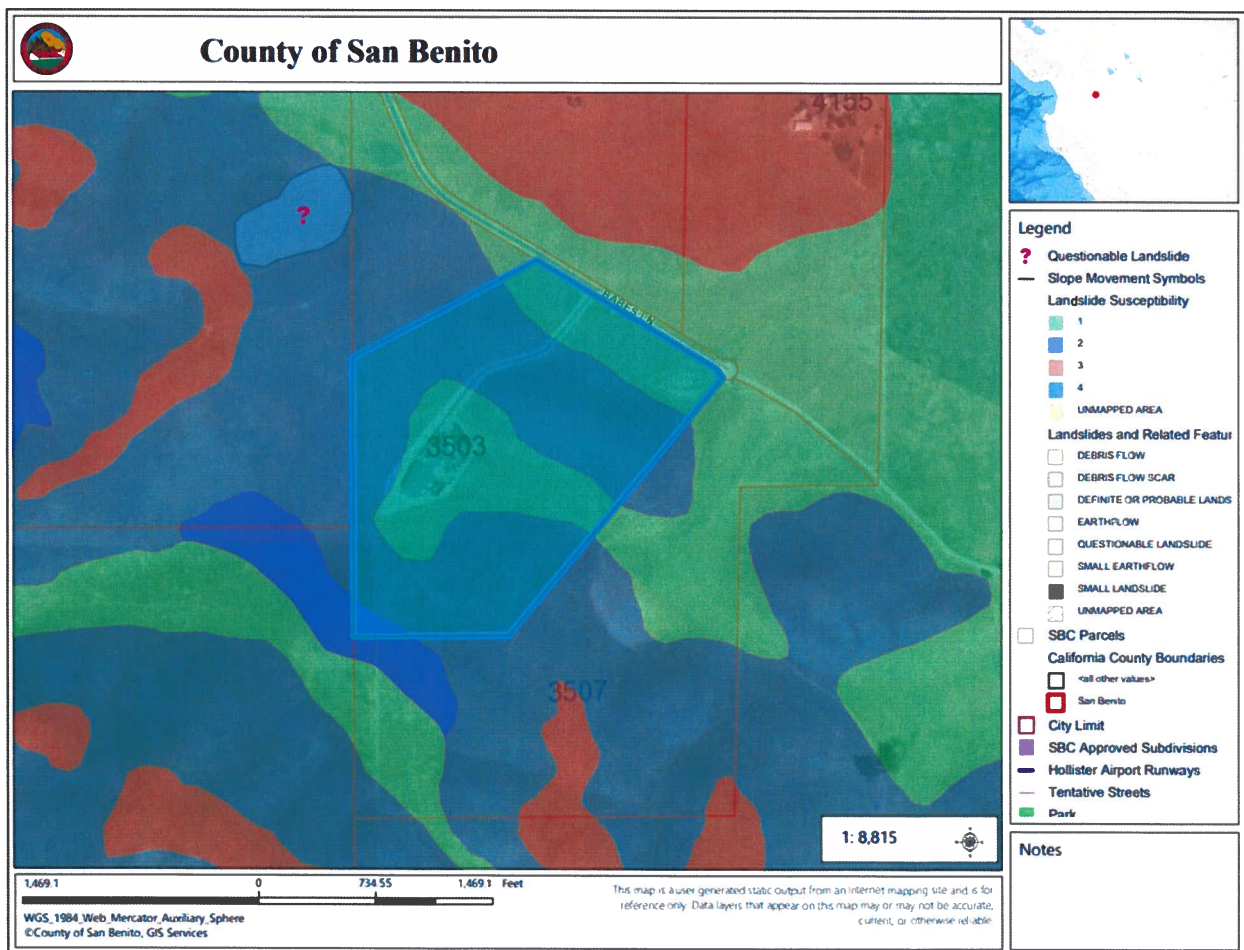 County of San Benito
4155
?
BABEL LN
3503
3507
1: 8,815
Legend
? Questionable Landslide
Slope Movement Symbols
Landslide Susceptibility
1
2
3
4
UNMAPPED AREA
Landslides and Related Featur
DEBRIS FLOW
DEBRIS FLOW SCAR
DEFINITE OR PROBABLE LANDS
EARTHFLOW
QUESTIONABLE LANDSLIDE
SMALL EARTHFLOW
SMALL LANDSLIDE
UNMAPPED AREA
SBC Parcels
California County Boundaries
<all other values>
San Benito
City Limit
SBC Approved Subdivisions
Hollister Airport Runways
Tentative Streets
Park
Notes
1,469.1 0 734.55 1,469.1 Feet
WGS_1984_Web_Mercator_Auxiliary_Sphere
©County of San Benito, GIS Services
This map is a user generated static output from an Internet mapping site and is for
reference only. Data layers that appear on this map may or may not be accurate,
current, or otherwise reliable.